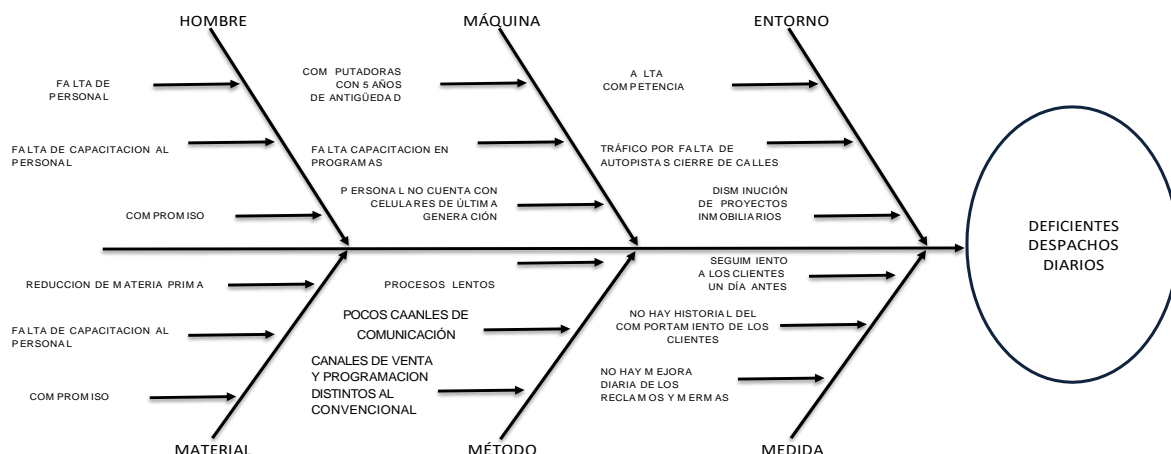 HOMBRE
MÁQUINA
ENTORNO
FALTA DE
PERSONAL
COMPUTADORAS
CON 5 AÑOS
DE ANTIGÜEDAD
ALTA
COMPETENCIA
FALTA DE CAPACITACION AL
PERSONAL
FALTA CAPACITACION EN
PROGRAMAS
TRÁFICO POR FALTA DE
AUTOPISTAS CIERRE DE CALLES
COMPROMISO
PERSONAL NO CUENTA CON
CELULARES DE ÚLTIMA
GENERACIÓN
DISMINUCIÓN
DE PROYECTOS
INMOBILIARIOS
DEFICIENTES
DESPACHOS
DIARIOS
REDUCCION DE MATERIA PRIMA
PROCESOS LENTOS
SEGUIMIENTO
A LOS CLIENTES
UN DÍA ANTES
FALTA DE CAPACITACION AL
PERSONAL
POCOS CAANLES DE
COMUNICACIÓN
NO HAY HISTORIAL DEL
COMPORTAMIENTO DE LOS
CLIENTES
COMPROMISO
CANALES DE VENTA
Y PROGRAMACION
DISTINTOS AL
CONVENCIONAL
NO HAY MEJORA
DIARIA DE LOS
RECLAMOS Y MERMAS
MATERIAL
MÉTODO
MEDIDA